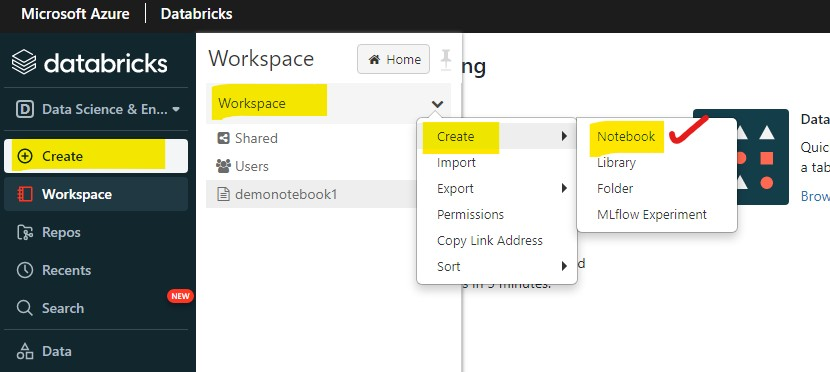 Microsoft Azure | Databricks
databricks
Data Science & En...
Create
Workspace
Repos
Recents
Search
NEW
Data
Workspace
Home
Workspace
Shared
Users
demonotebook1
Create
Import
Export
Permissions
Copy Link Address
Sort
Notebook
Library
Folder
MLflow Experiment
ng
Data
Quic
a tab
Brow
d
s in 5 minutes.